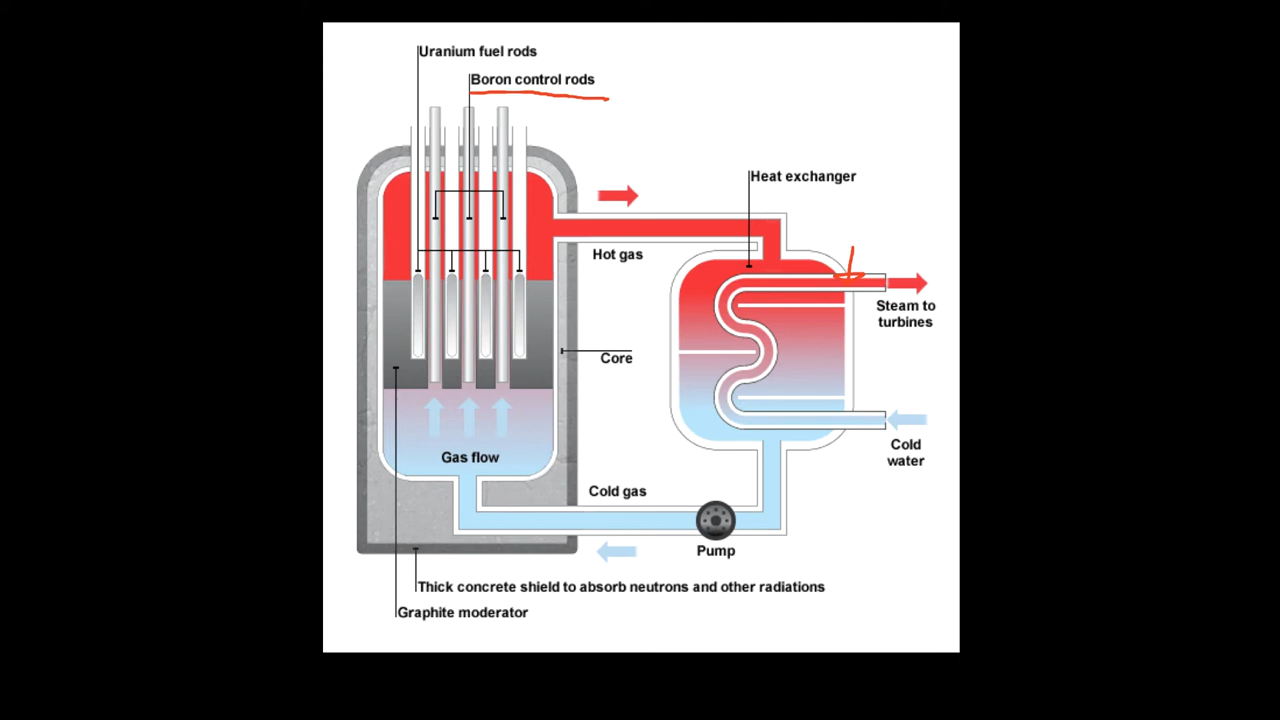 Uranium fuel rods
Boron control rods
Heat exchanger
Hot gas
Steam to
turbines
Core
Cold
water
Gas flow
Cold gas
Pump
Thick concrete shield to absorb neutrons and other radiations
Graphite moderator